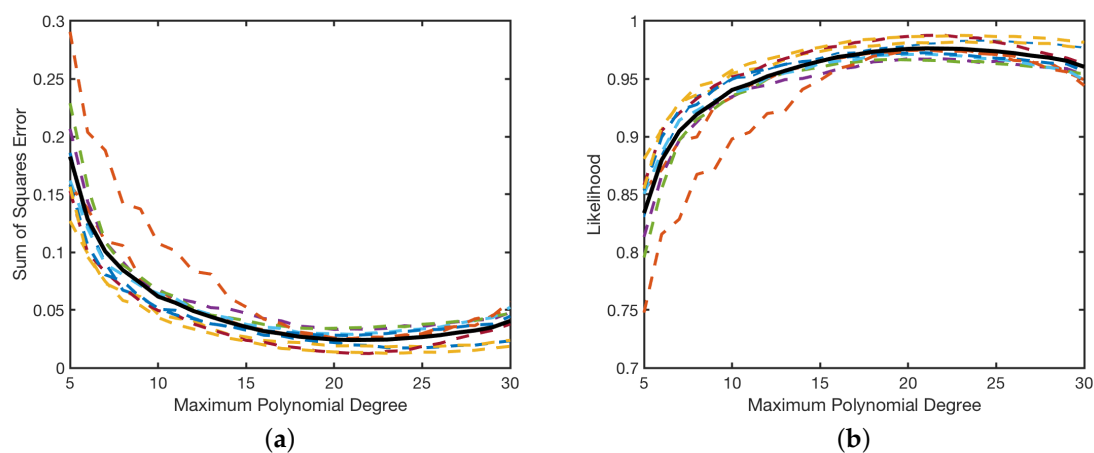 0.3
0.25
0.2
0.15
0.1
0.05
0
Sum of Squares Error
5 10 15 20 25 30
Maximum Polynomial Degree
(a)
1
0.95
0.9
0.85
0.8
0.75
0.7
Likelihood
5 10 15 20 25 30
Maximum Polynomial Degree
(b)